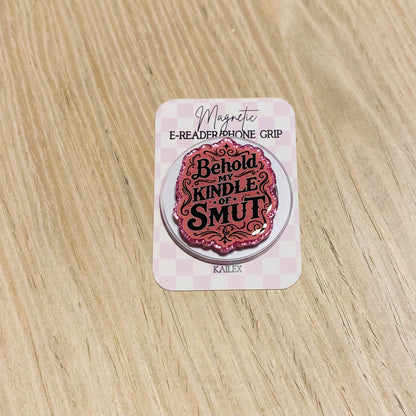 Magnetic
E-READER/PHONE GRIP
Behold
MY
KINDLE
OF
SMUT
KAILEX